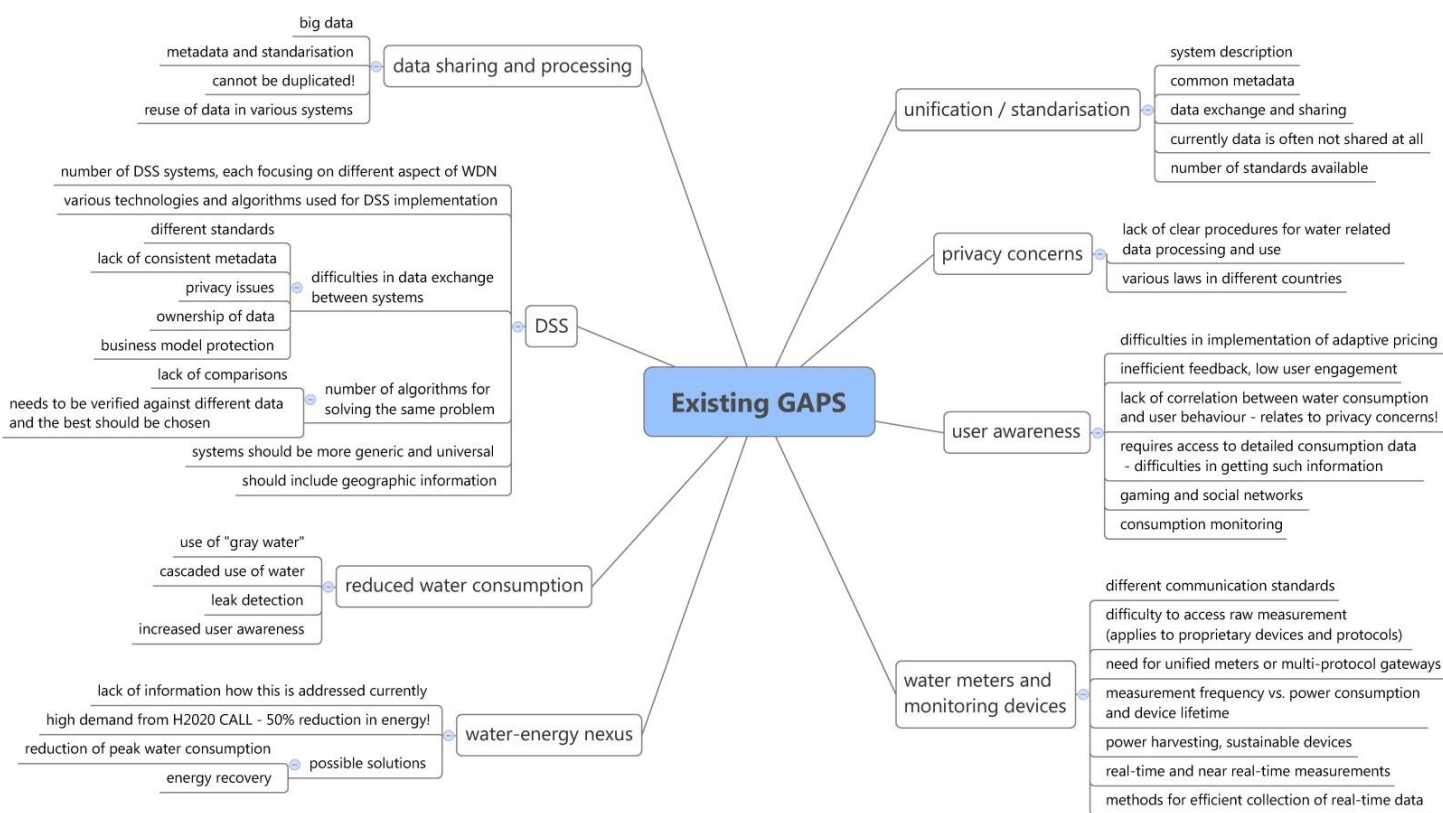 Existing GAPS
data sharing and processing
big data
metadata and standarisation
cannot be duplicated!
reuse of data in various systems
DSS
number of DSS systems, each focusing on different aspect of WDN
various technologies and algorithms used for DSS implementation
difficulties in data exchange
between systems
different standards
lack of consistent metadata
privacy issues
ownership of data
business model protection
number of algorithms for
solving the same problem
lack of comparisons
needs to be verified against different data
and the best should be chosen
systems should be more generic and universal
should include geographic information
reduced water consumption
use of "gray water"
cascaded use of water
leak detection
increased user awareness
water-energy nexus
lack of information how this is addressed currently
high demand from H2020 CALL - 50% reduction in energy!
possible solutions
reduction of peak water consumption
energy recovery
unification / standarisation
system description
common metadata
data exchange and sharing
currently data is often not shared at all
number of standards available
privacy concerns
lack of clear procedures for water related
data processing and use
various laws in different countries
user awareness
difficulties in implementation of adaptive pricing
inefficient feedback, low user engagement
lack of correlation between water consumption
and user behaviour - relates to privacy concerns!
requires access to detailed consumption data
- difficulties in getting such information
gaming and social networks
consumption monitoring
water meters and
monitoring devices
different communication standards
difficulty to access raw measurement
(applies to proprietary devices and protocols)
need for unified meters or multi-protocol gateways
measurement frequency vs. power consumption
and device lifetime
power harvesting, sustainable devices
real-time and near real-time measurements
methods for efficient collection of real-time data